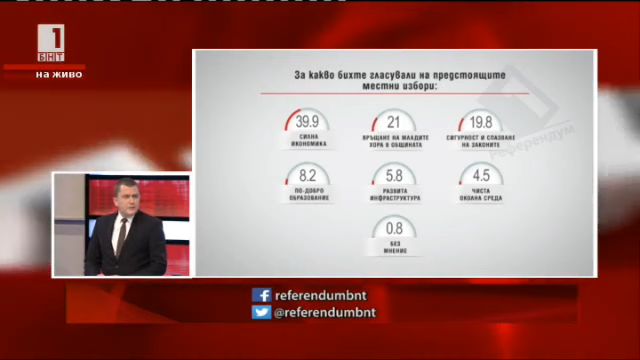 1
БНТ
на живо
За какво бихте гласували на предстоящите
местни избори:
39.9
СИЛНА
ИКОНОМИКА
21
ВРЪЩАНЕ НА МЛАДИТЕ
ХОРА В ОБЩИНАТА
19.8
СИГУРНОСТ И СПАЗВАНЕ
НА ЗАКОНИТЕ
8.2
ПО-ДОБРО
ОБРАЗОВАНИЕ
5.8
РАЗВИТА
ИНФРАСТРУКТУРА
4.5
ЧИСТА
ОКОЛНА СРЕДА
0.8
БЕЗ
МНЕНИЕ
Референдум
referendumbnt
@referendumbnt